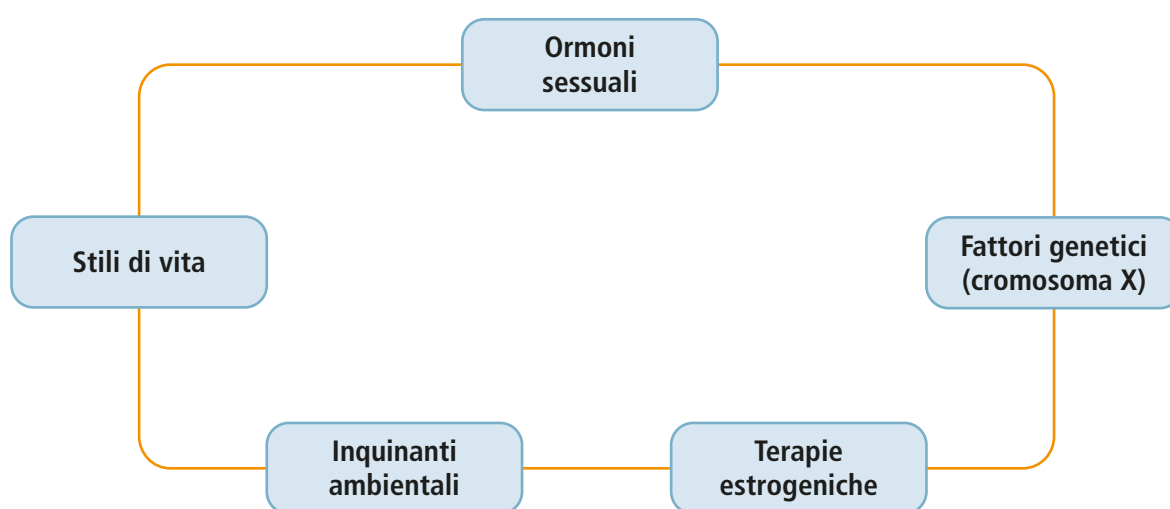 Ormoni
sessuali
Stili di vita
Fattori genetici
(cromosoma X)
Inquinanti
ambientali
Terapie
estrogeniche